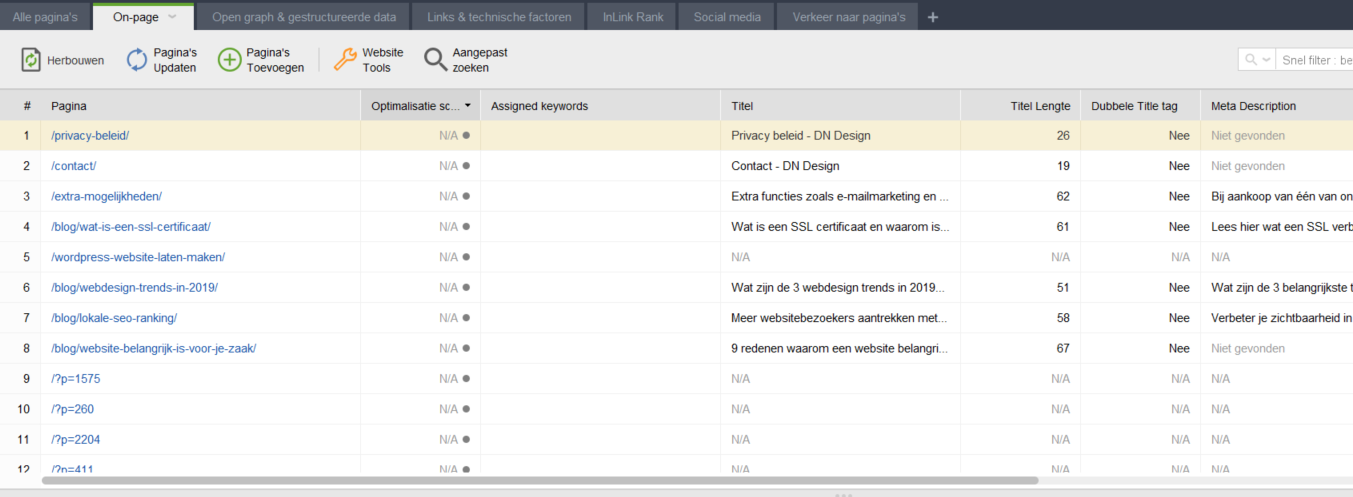 Alle pagina's On-page Open graph & gestructureerde data Links & technische factoren InLink Rank Social media Verkeer naar pagina's +
Herbouwen Pagina's Updaten Pagina's Toevoegen Website Tools Aangepast zoeken Snel filter : be
# Pagina Optimalisatie sc... Assigned keywords Titel Titel Lengte Dubbele Title tag Meta Description
1 /privacy-beleid/ N/A Privacy beleid - DN Design 26 Nee Niet gevonden
2 /contact/ N/A Contact - DN Design 19 Nee Niet gevonden
3 /extra-mogelijkheden/ N/A Extra functies zoals e-mailmarketing en ... 62 Nee Bij aankoop van één van on
4 /blog/wat-is-een-ssl-certificaat/ N/A Wat is een SSL certificaat en waarom is... 61 Nee Lees hier wat een SSL verb
5 /wordpress-website-laten-maken/ N/A N/A N/A N/A N/A
6 /blog/webdesign-trends-in-2019/ N/A Wat zijn de 3 webdesign trends in 2019... 51 Nee Wat zijn de 3 belangrijkste t
7 /blog/lokale-seo-ranking/ N/A Meer websitebezoekers aantrekken met... 58 Nee Verbeter je zichtbaarheid in
8 /blog/website-belangrijk-is-voor-je-zaak/ N/A 9 redenen waarom een website belangri... 67 Nee Niet gevonden
9 /?p=1575 N/A N/A N/A N/A N/A
10 /?p=260 N/A N/A N/A N/A N/A
11 /?p=2204 N/A N/A N/A N/A N/A
12 /?p=411 N/A N/A N/A N/A N/A